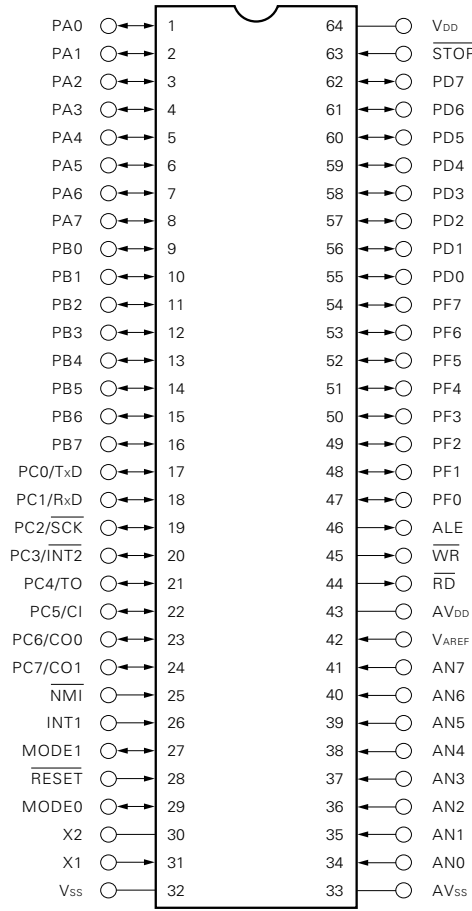 PA0 1 64 VDD
PA1 2 63 STOP
PA2 3 62 PD7
PA3 4 61 PD6
PA4 5 60 PD5
PA5 6 59 PD4
PA6 7 58 PD3
PA7 8 57 PD2
PB0 9 56 PD1
PB1 10 55 PD0
PB2 11 54 PF7
PB3 12 53 PF6
PB4 13 52 PF5
PB5 14 51 PF4
PB6 15 50 PF3
PB7 16 49 PF2
PC0/TxD 17 48 PF1
PC1/RxD 18 47 PF0
PC2/SCK 19 46 ALE
PC3/INT2 20 45 WR
PC4/TO 21 44 RD
PC5/CI 22 43 AVDD
PC6/CO0 23 42 VAREF
PC7/CO1 24 41 AN7
NMI 25 40 AN6
INT1 26 39 AN5
MODE1 27 38 AN4
RESET 28 37 AN3
MODE0 29 36 AN2
X2 30 35 AN1
X1 31 34 AN0
VSS 32 33 AVSS